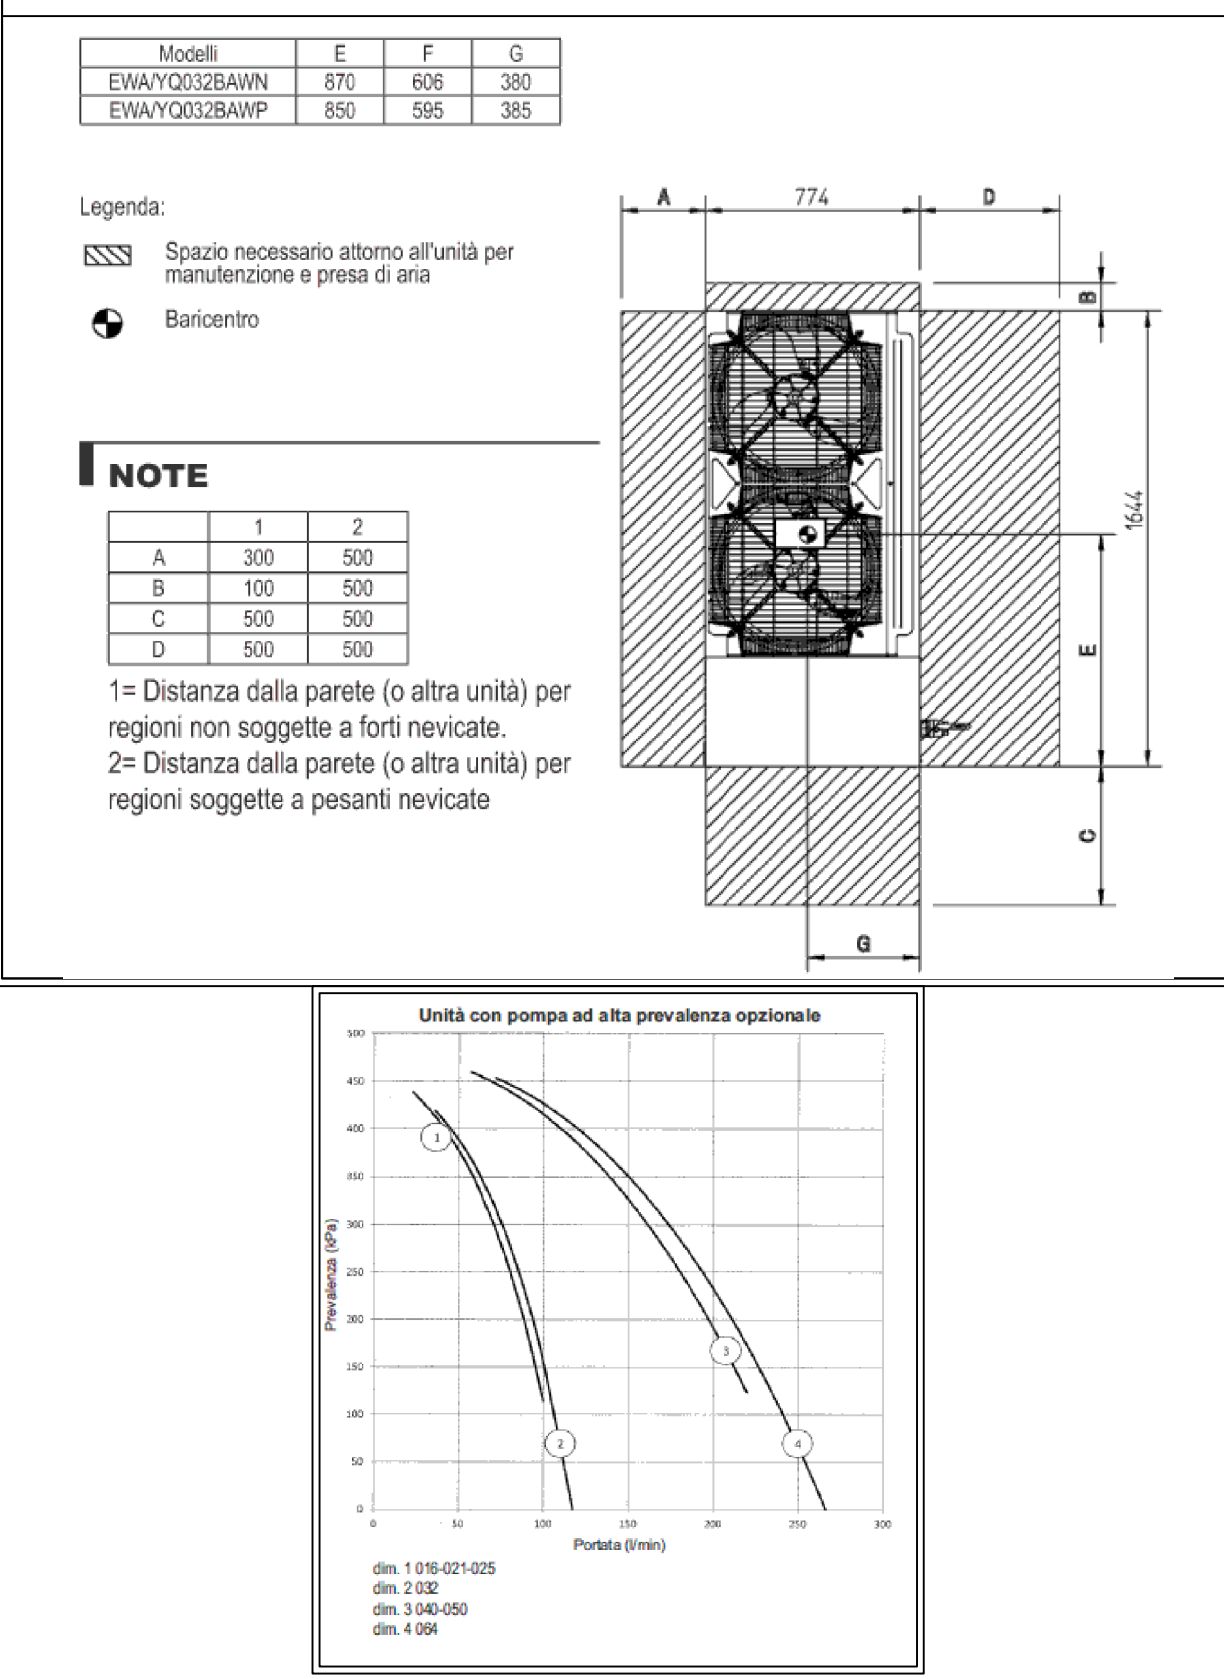 Modelli E F G
EWA/YQ032BAWN 870 606 380
EWA/YQ032BAWP 850 595 385
Legenda:
Spazio necessario attorno all'unità per
manutenzione e presa di aria
Baricentro
NOTE
1 2
A 300 500
B 100 500
C 500 500
D 500 500
1= Distanza dalla parete (o altra unità) per
regioni non soggette a forti nevicate.
2= Distanza dalla parete (o altra unità) per
regioni soggette a pesanti nevicate
A 774 D
B
1644
E
C
G
Unità con pompa ad alta prevalenza opzionale
500
450
400
350
300
250
200
150
100
50
0
Prevalenza (kPa)
1
2
3
4
0 50 100 150 200 250 300
Portata (l/min)
dim. 1 016-021-025
dim. 2 032
dim. 3 040-050
dim. 4 064